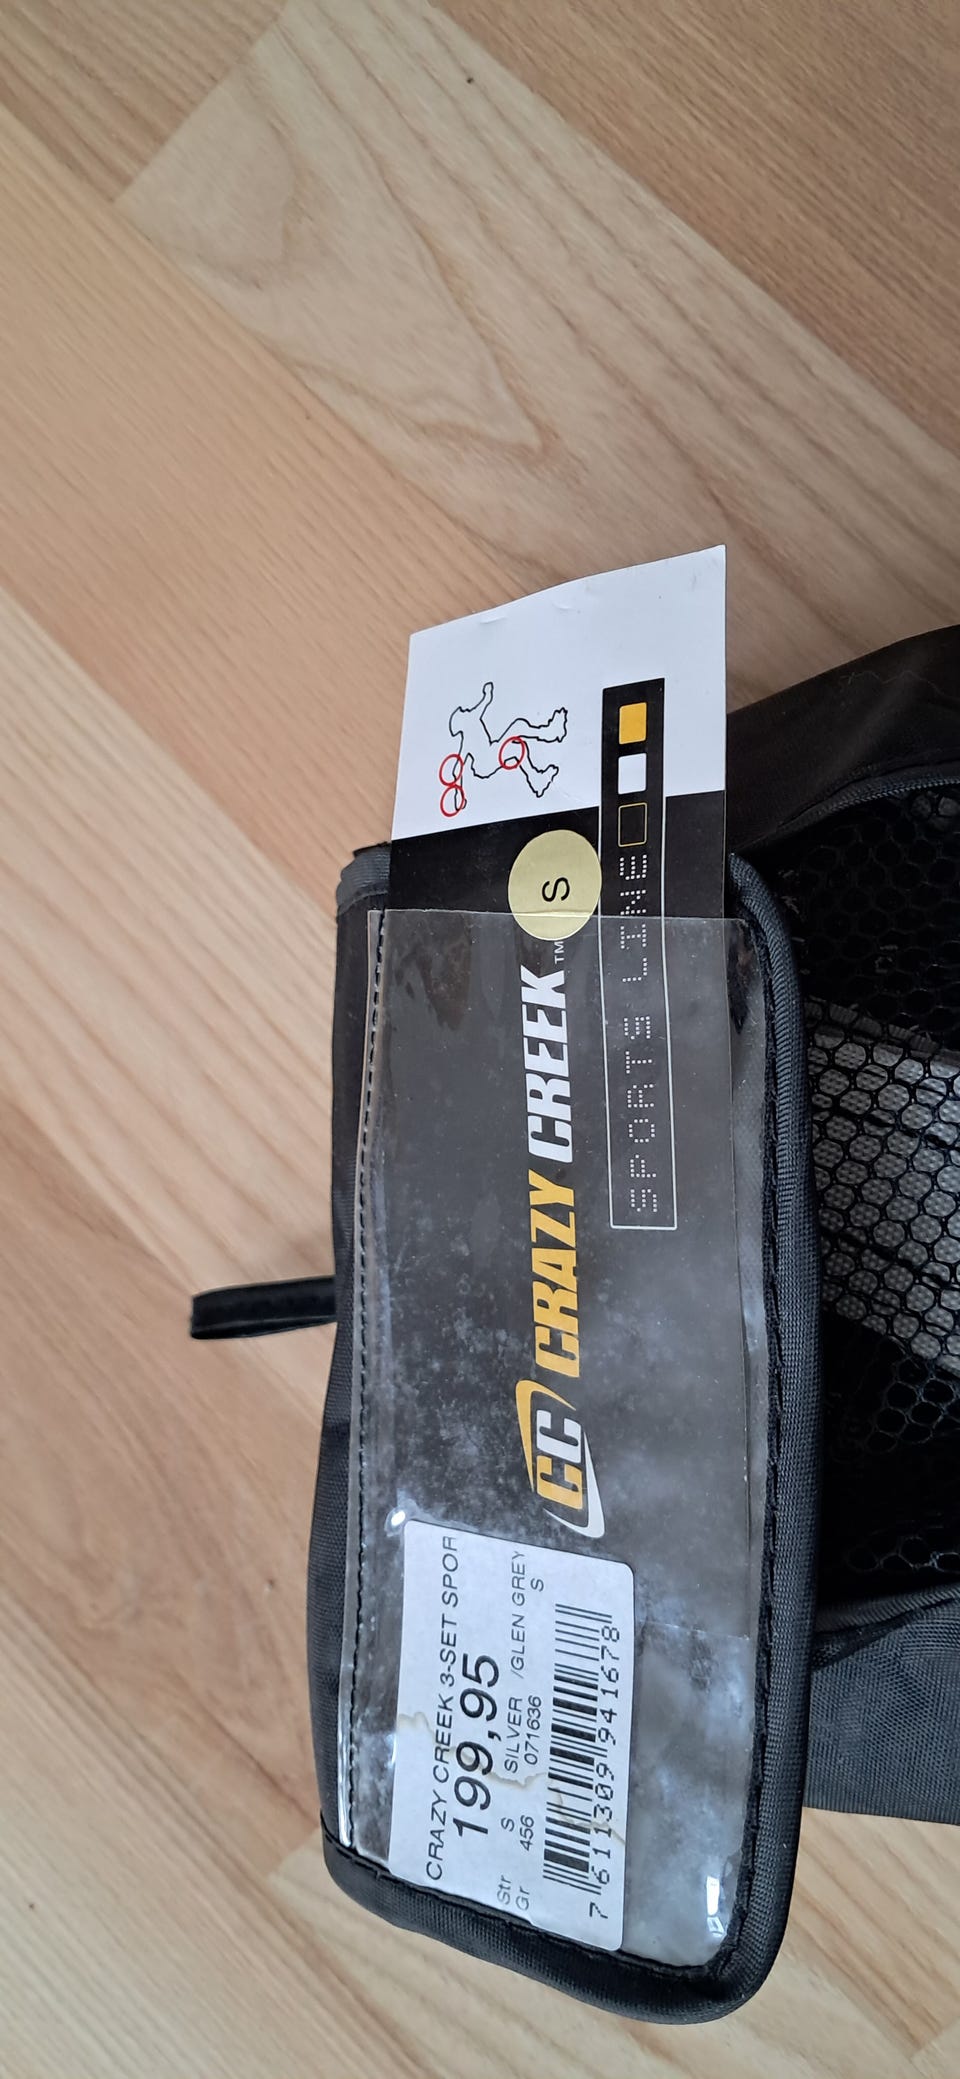 S
CC CRAZY CREEK™
SPORTS LINE
CRAZY CREEK 3-SET SPOR
199,95
Str S SILVER /GLEN GREY
Gr 456 071636 S
7 611309 941678